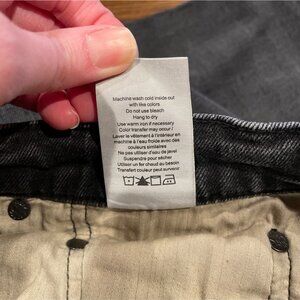 Machine wash cold inside out
with like colors
Do not use bleach
Hang to dry
Use warm iron if necessary
Color transfer may occur /
Laver le vêtement à l'intérieur en
machine à l'eau froide avec des
couleurs similaires
Ne pas utiliser d'eau de javel
Suspendre pour sécher
Utiliser un fer chaud au besoin
Transfert couleur peut survenir